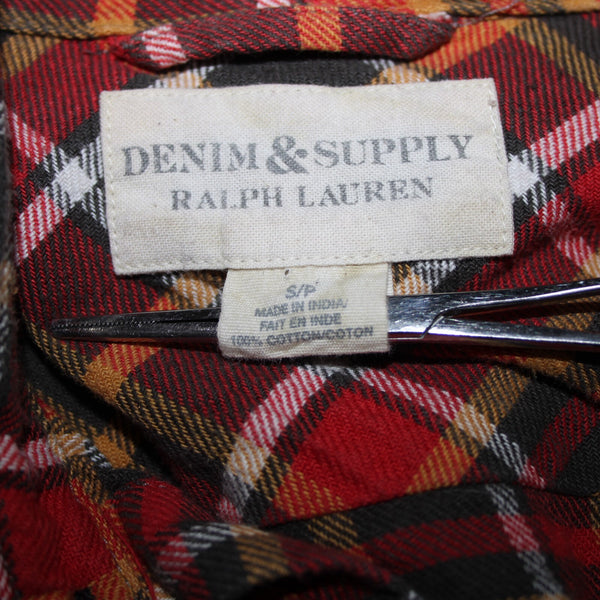 DENIM & SUPPLY
RALPH LAUREN
S/P
MADE IN INDIA/
FAIT EN INDE
100% COTTON/COTON